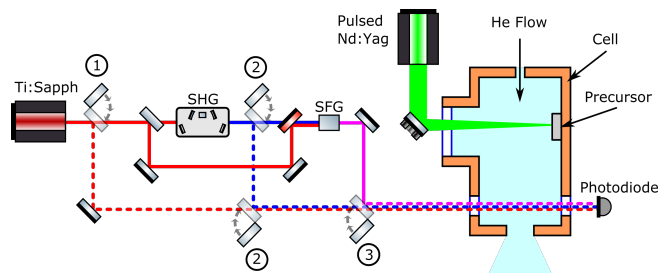 Pulsed
Nd:Yag
He Flow
Cell
Ti:Sapph
1
2
SHG
SFG
Precursor
Photodiode
2
3